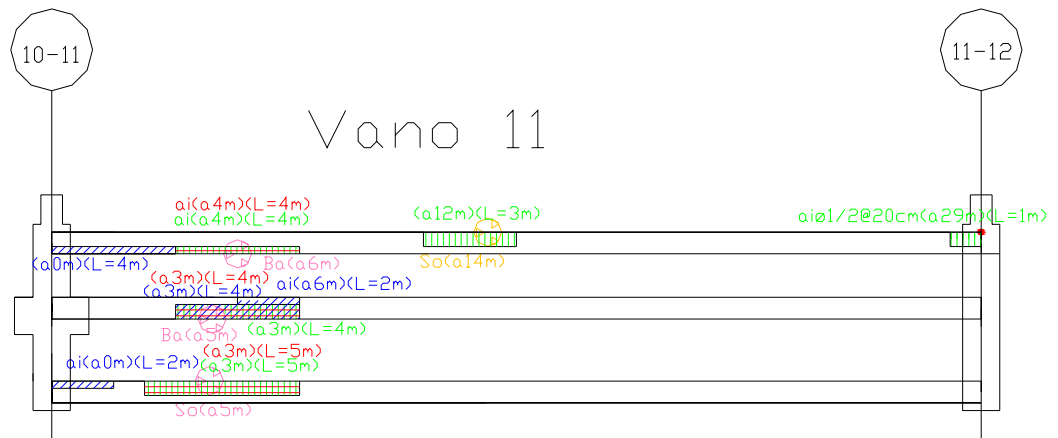 10-11
11-12
Vano 11
ai(a4m)(L=4m)
ai(a4m)(L=4m)
(a12m)(L=3m)
aiø1/2@20cm(a29m)(L=1m)
(a0m)(L=4m)
Ba(a6m)
So(a14m)
(a3m)(L=4m)
ai(a6m)(L=2m)
(a3m)(L=4m)
Ba(a5m)
(a3m)(L=4m)
(a3m)(L=5m)
ai(a0m)(L=2m)
(a3m)(L=5m)
So(a5m)